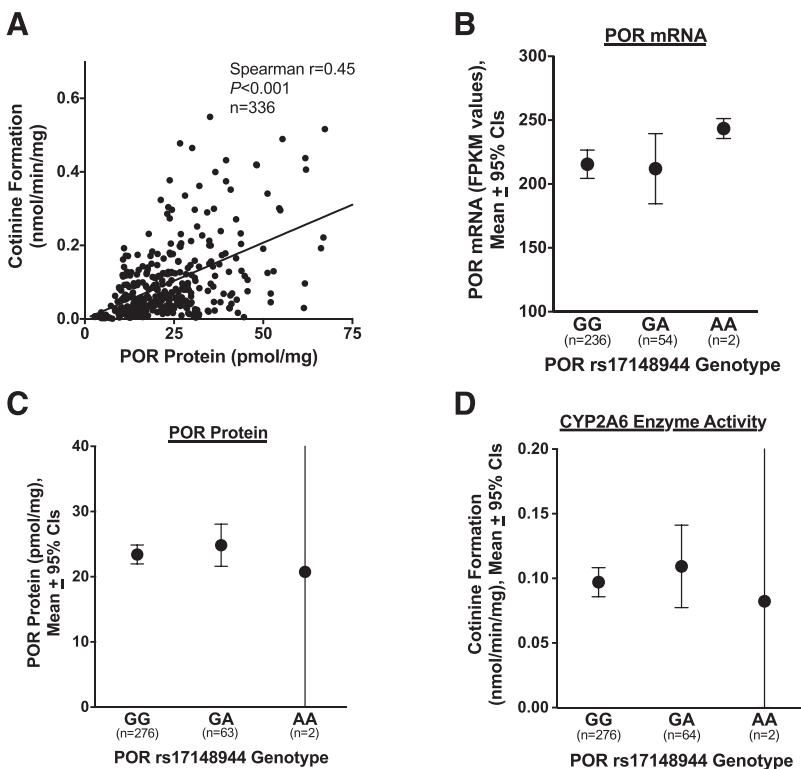 A
Spearman r=0.45
P<0.001
n=336
Cotinine Formation
(nmol/min/mg)
0.6
0.4
0.2
0.0
0
25
50
75
POR Protein (pmol/mg)
B
POR mRNA
POR mRNA (FPKM values),
Mean ± 95% CIs
300
250
200
150
100
GG
GA
AA
(n=236)
(n=54)
(n=2)
POR rs17148944 Genotype
C
POR Protein
POR Protein (pmol/mg),
Mean ± 95% CIs
40
30
20
10
0
GG
GA
AA
(n=276)
(n=63)
(n=2)
POR rs17148944 Genotype
D
CYP2A6 Enzyme Activity
Cotinine Formation
(nmol/min/mg), Mean ± 95% CIs
0.20
0.15
0.10
0.05
0.00
GG
GA
AA
(n=276)
(n=64)
(n=2)
POR rs17148944 Genotype